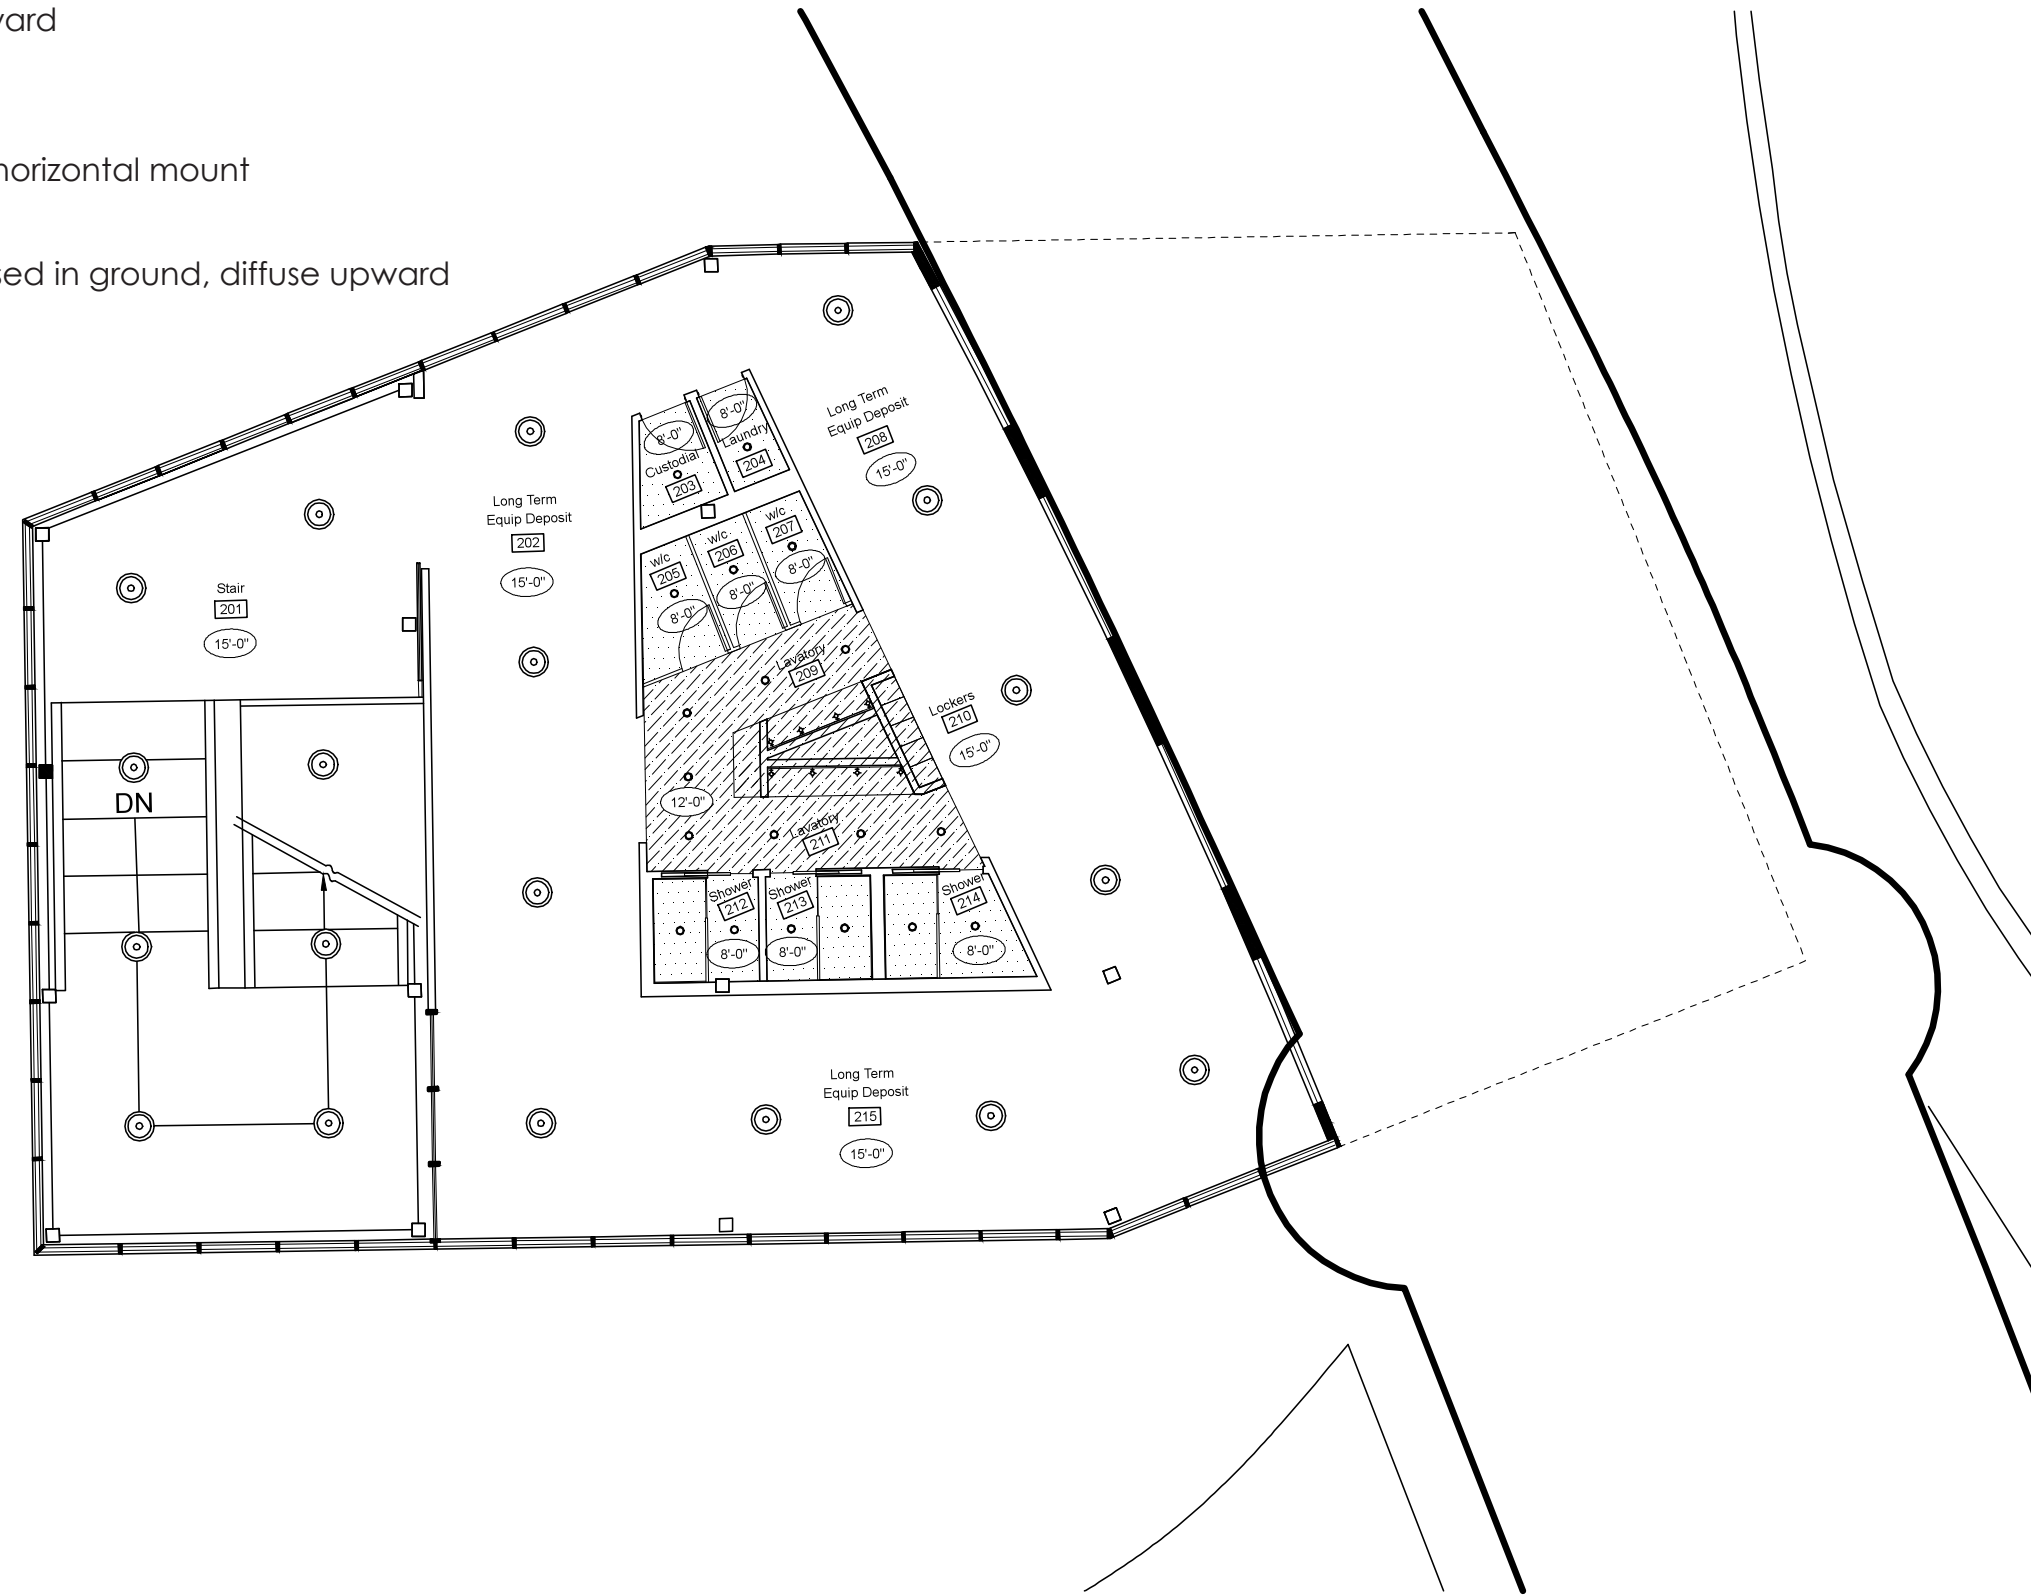 ward
horizontal mount
sed in ground, diffuse upward
Long Term
Equip Deposit
208
15'-0"
8'-0"
Laundry
204
8'-0"
Custodial
203
Long Term
Equip Deposit
202
15'-0"
w/c
207
8'-0"
w/c
206
8'-0"
w/c
205
8'-0"
Stair
201
15'-0"
Lavatory
209
Lockers
210
15'-0"
DN
12'-0"
Lavatory
211
Shower
212
8'-0"
Shower
213
8'-0"
Shower
214
8'-0"
Long Term
Equip Deposit
215
15'-0"